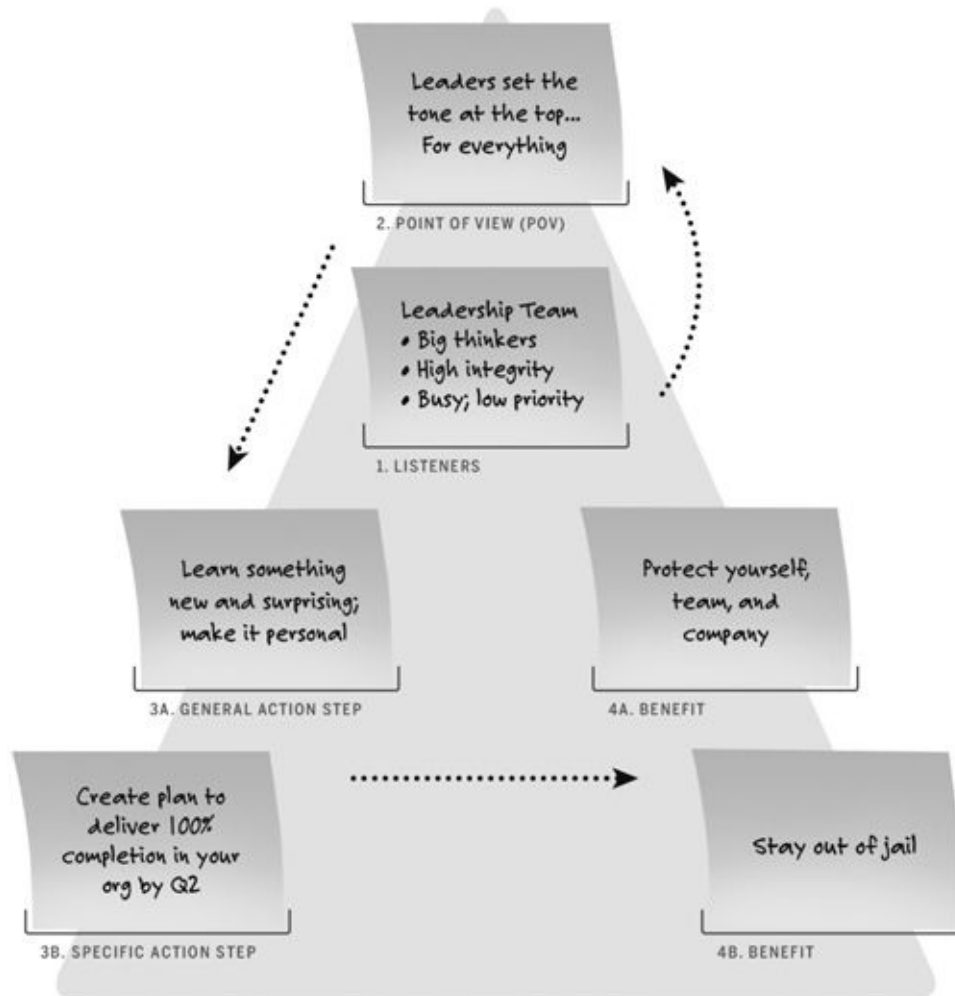 Leaders set the
tone at the top...
For everything
2. POINT OF VIEW (POV)
Leadership Team
• Big thinkers
• High integrity
• Busy; low priority
1. LISTENERS
Learn something
new and surprising;
make it personal
3A. GENERAL ACTION STEP
Protect yourself,
team, and
company
4A. BENEFIT
Create plan to
deliver 100%
completion in your
org by Q2
3B. SPECIFIC ACTION STEP
Stay out of jail
4B. BENEFIT